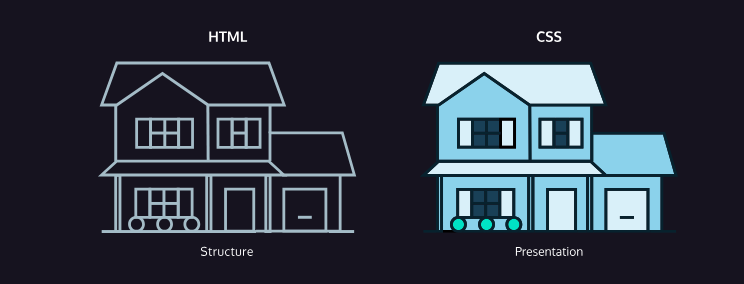 HTML
CSS
Structure
Presentation